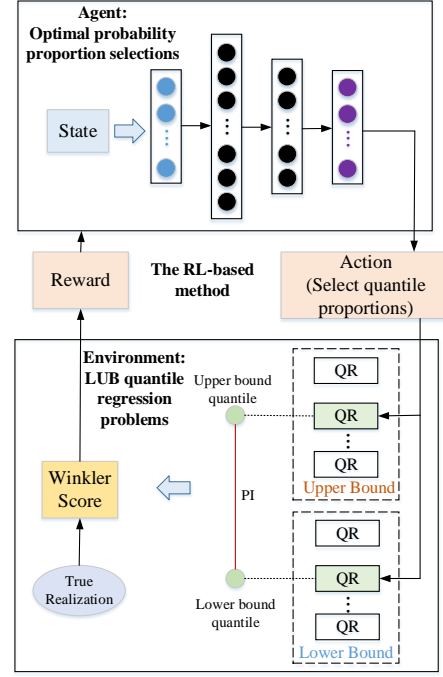 Agent:
Optimal probability
proportion selections
State
Reward
The RL-based
method
Action
(Select quantile
proportions)
Environment:
LUB quantile
regression
problems
Upper bound
quantile
QR
QR
QR
Upper Bound
Winkler
Score
PI
True
Realization
Lower bound
quantile
QR
QR
QR
Lower Bound